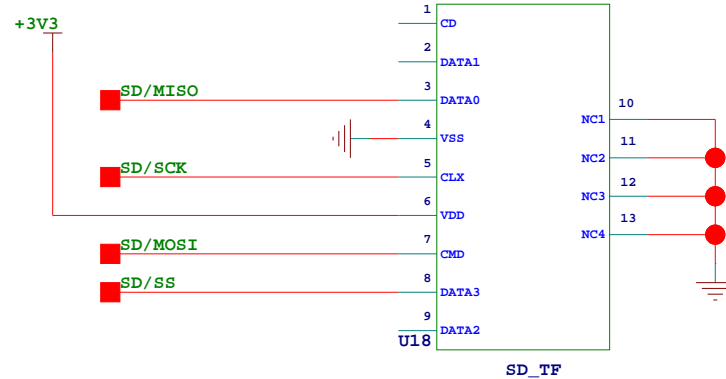 +3V3
1
CD
2
DATA1
SD/MISO
3
DATA0
10
NC1
4
VSS
11
NC2
SD/SCK
5
CLX
12
NC3
6
VDD
13
NC4
SD/MOSI
7
CMD
SD/SS
8
DATA3
9
DATA2
U18
SD_TF